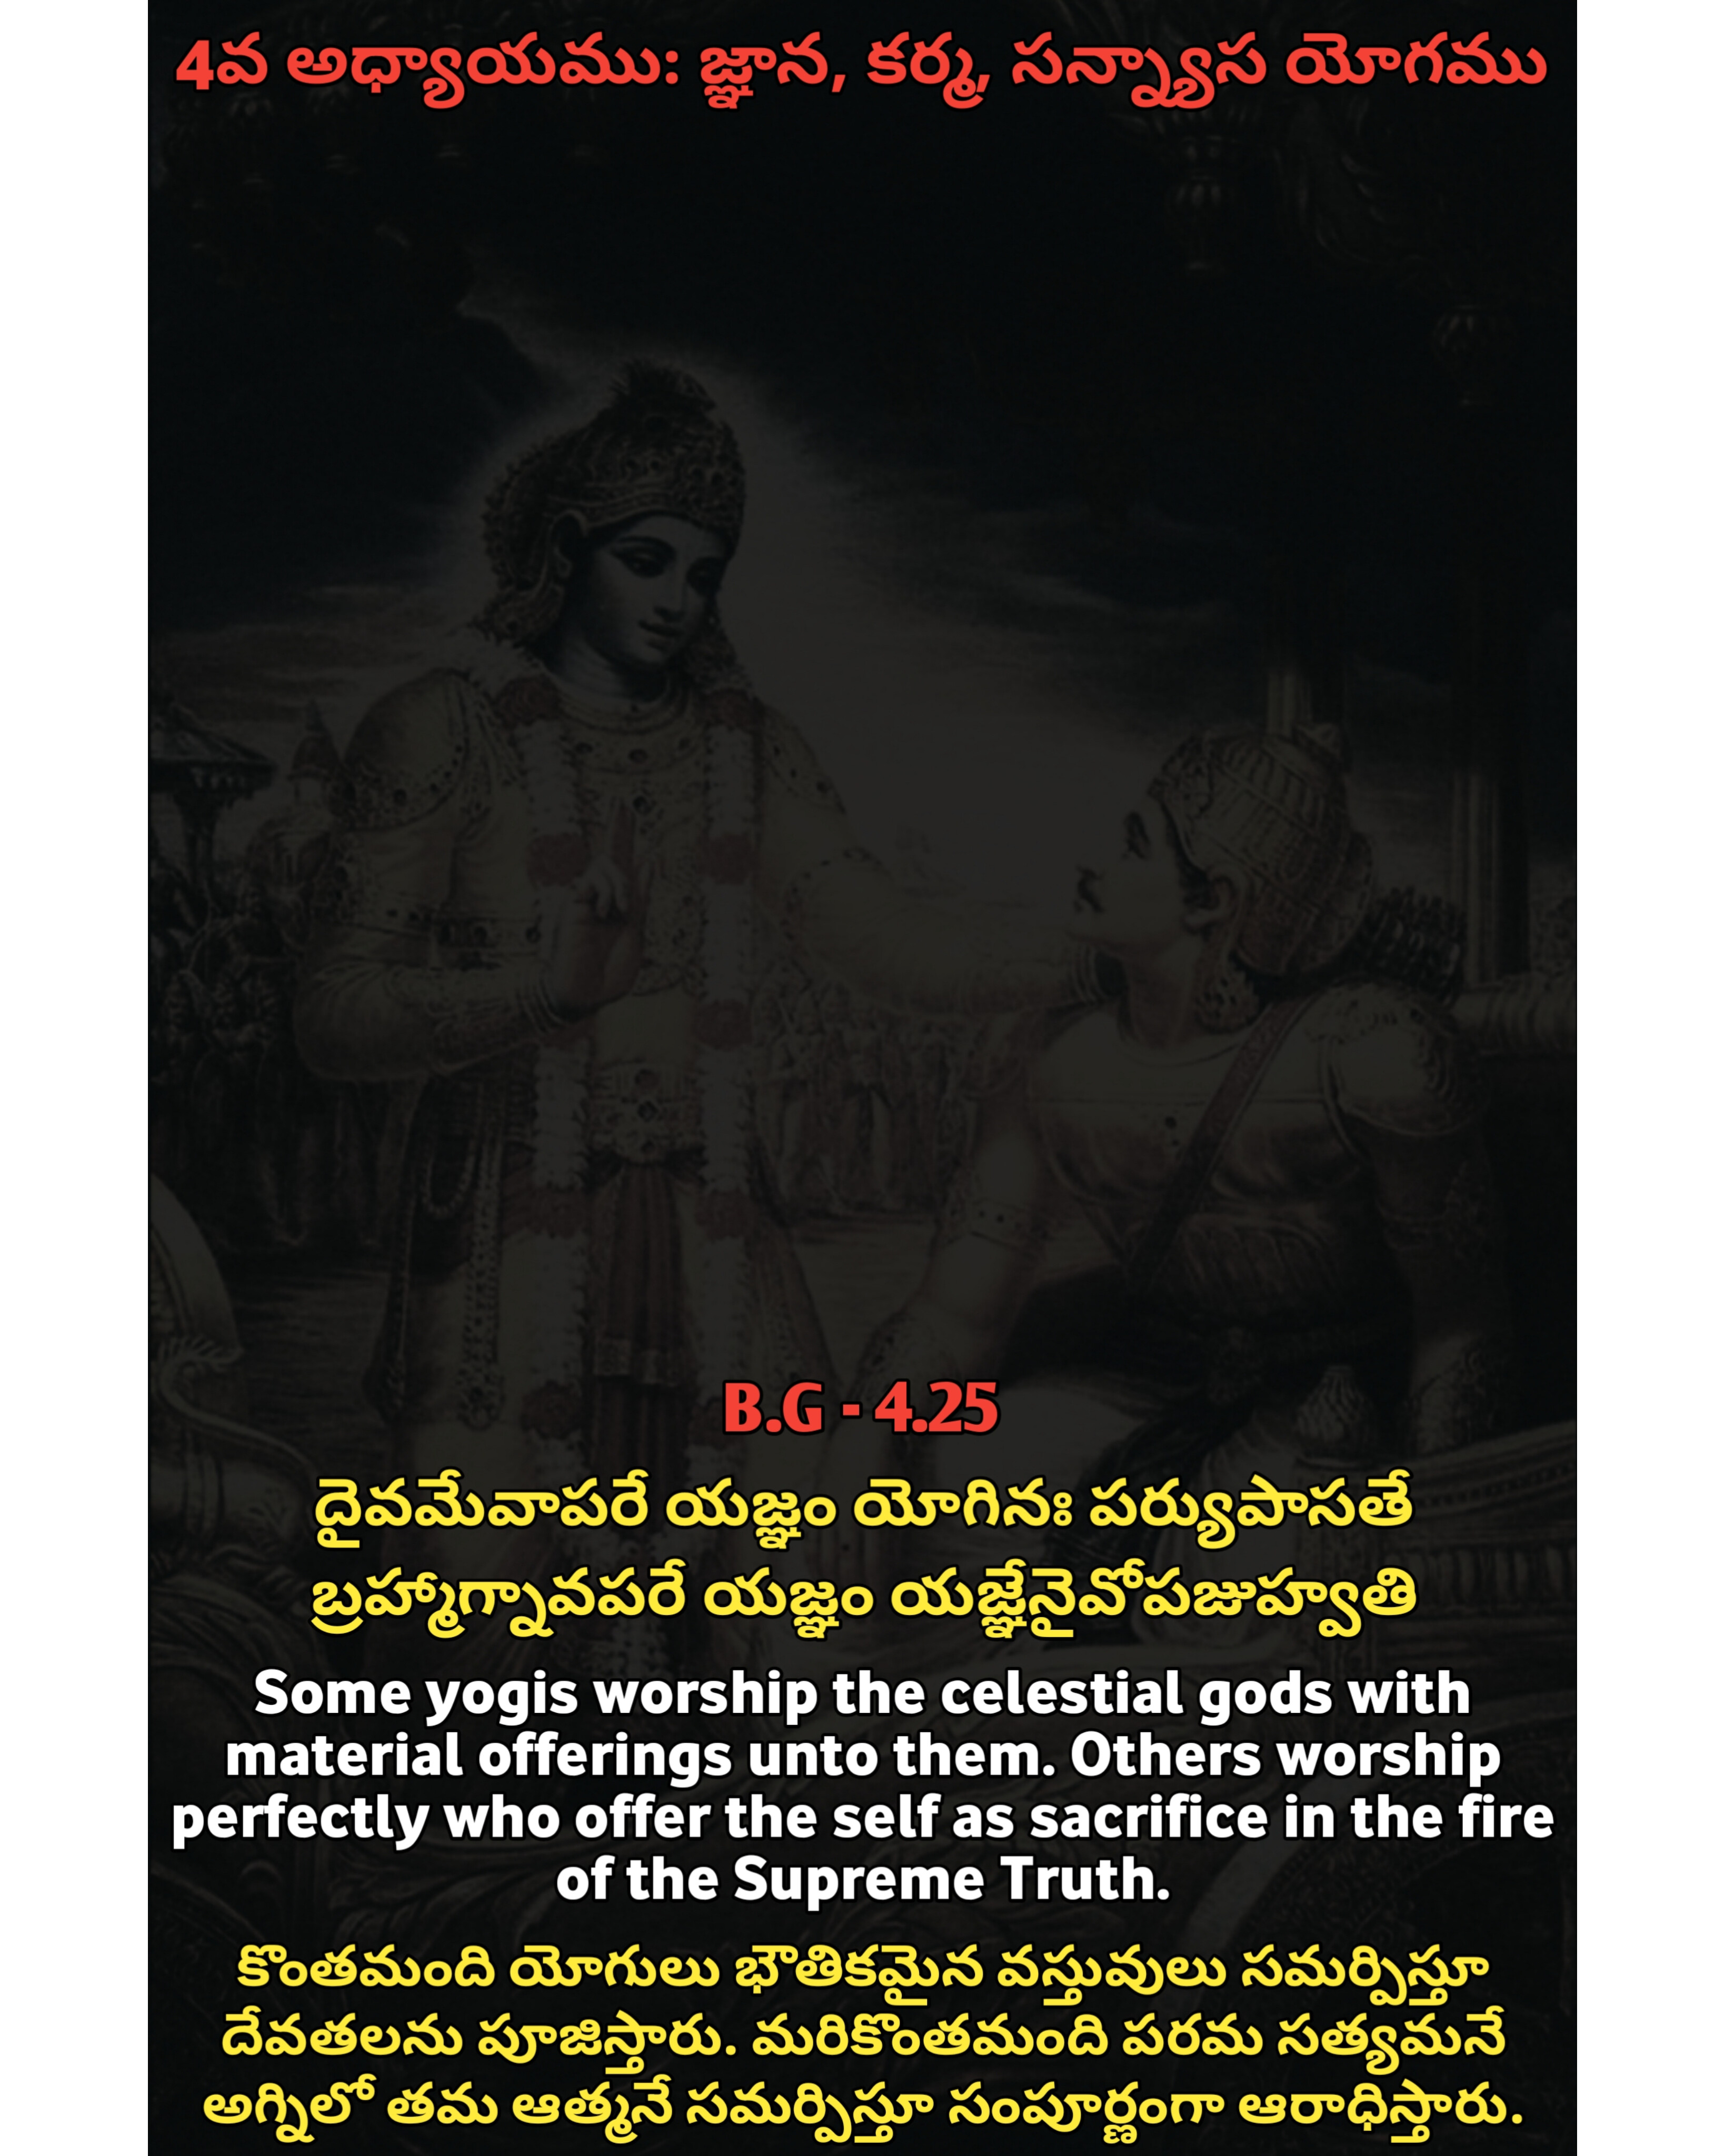 4వ అధ్యాయము: జ్ఞాన, కర్మ, సన్న్యాస యోగము
B.G - 4.25
దైవమేవాపరే యజ్ఞం యోగినః పర్యుపాసతే
బ్రహ్మాగ్నావపరే యజ్ఞం యజ్ఞేనైవోపజుహ్వతి
Some yogis worship the celestial gods with
material offerings unto them. Others worship
perfectly who offer the self as sacrifice in the fire
of the Supreme Truth.
కొంతమంది యోగులు భౌతికమైన వస్తువులు సమర్పిస్తూ
దేవతలను పూజిస్తారు. మరికొంతమంది పరమ సత్యమనే
అగ్నిలో తమ ఆత్మనే సమర్పిస్తూ సంపూర్ణంగా ఆరాధిస్తారు.